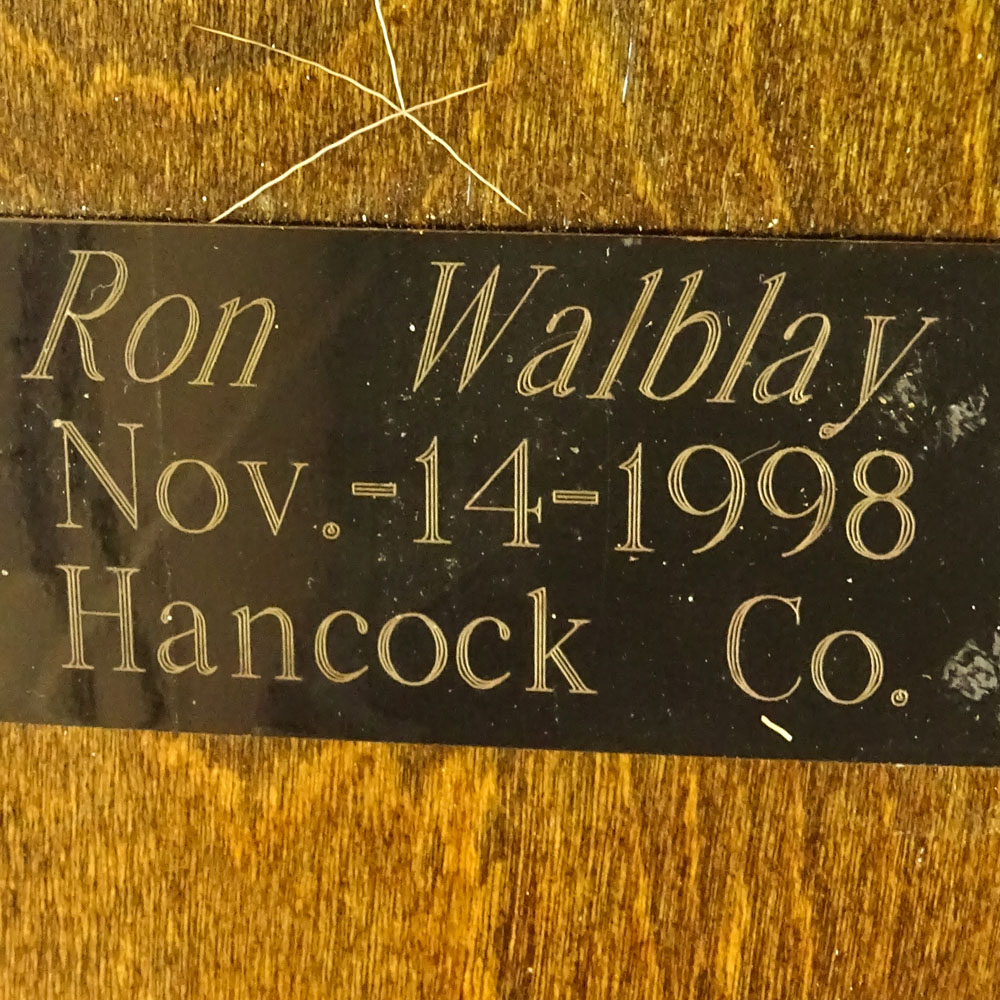 Ron Walblay
Nov.-14-1998
Hancock Co.